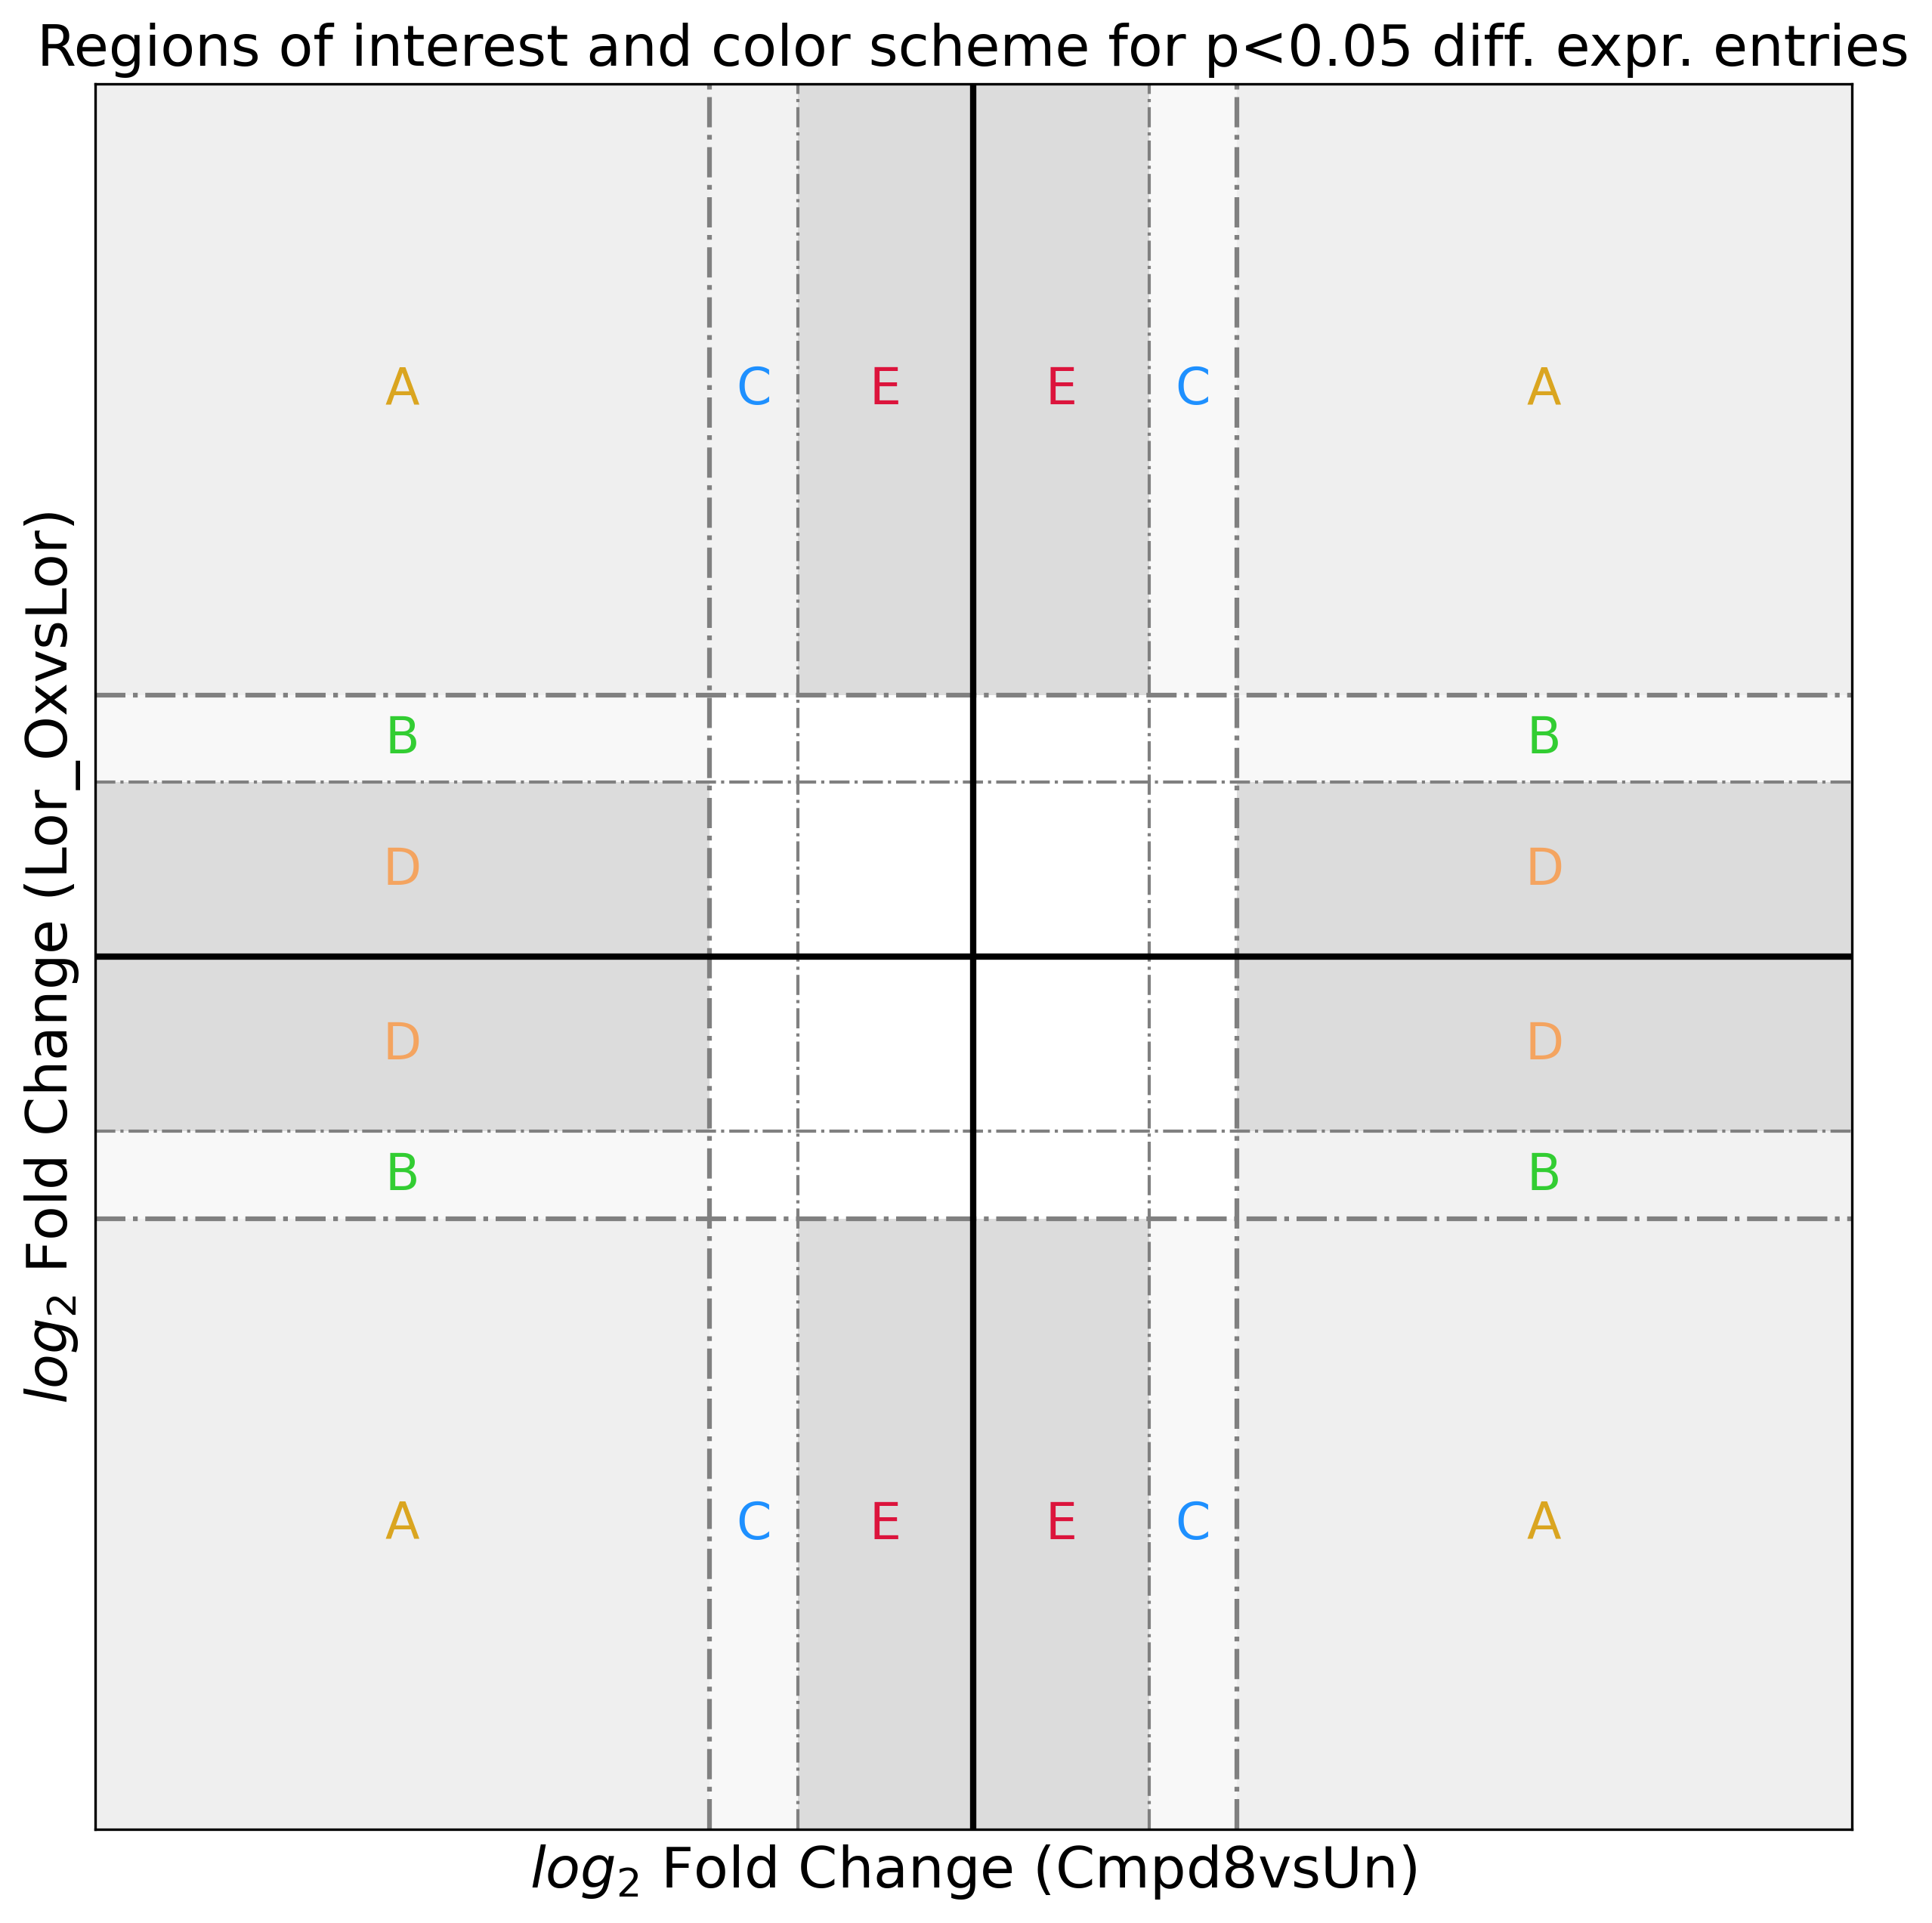 Regions of interest and color scheme for p<0.05 diff. expr. entries
A C E E C A
B B
D D
D D
B B
A C E E C A
log₂ Fold Change (Lor_OxvsLor)
log₂ Fold Change (Cmpd8vsUn)